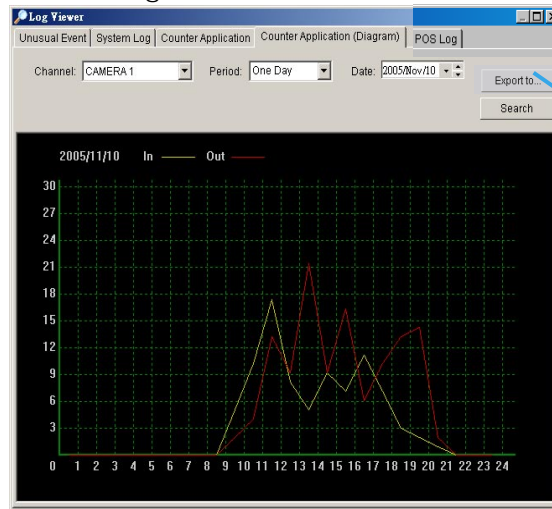 Log Viewer
Unusual Event System Log Counter Application Counter Application (Diagram) POS Log
Channel: CAMERA 1 Period: One Day Date: 2005/Nov/10
Export to...
Search
2005/11/10 In Out
30
27
24
21
18
15
12
9
6
3
0 1 2 3 4 5 6 7 8 9 10 11 12 13 14 15 16 17 18 19 20 21 22 23 24